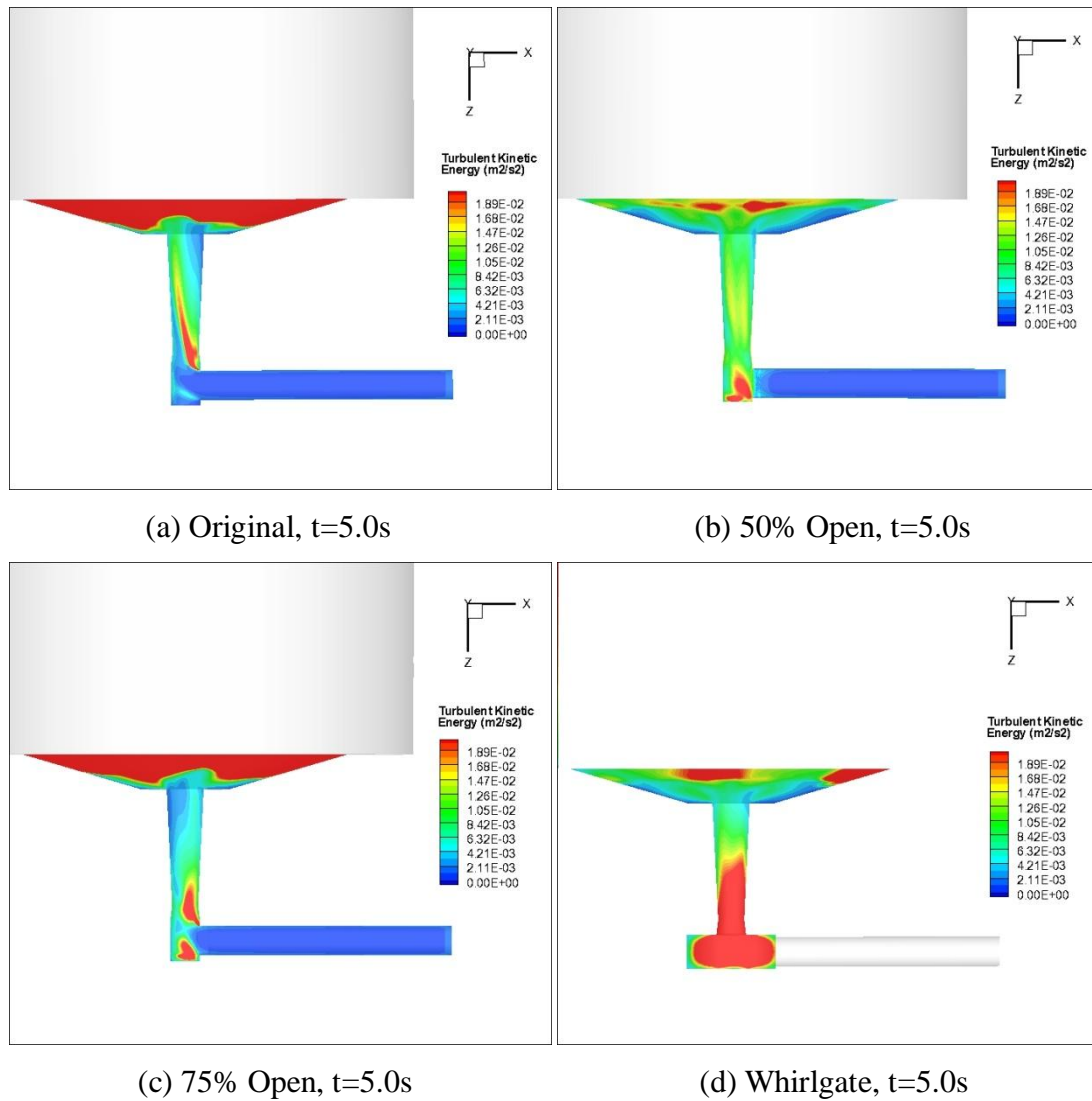 Y X
Z
Turbulent Kinetic
Energy (m2/s2)
1.89E-02
1.68E-02
1.47E-02
1.26E-02
1.05E-02
8.42E-03
6.32E-03
4.21E-03
2.11E-03
0.00E+00
(a) Original, t=5.0s
Y X
Z
Turbulent Kinetic
Energy (m2/s2)
1.89E-02
1.68E-02
1.47E-02
1.26E-02
1.05E-02
8.42E-03
6.32E-03
4.21E-03
2.11E-03
0.00E+00
(b) 50% Open, t=5.0s
Y X
Z
Turbulent Kinetic
Energy (m2/s2)
1.89E-02
1.68E-02
1.47E-02
1.26E-02
1.05E-02
8.42E-03
6.32E-03
4.21E-03
2.11E-03
0.00E+00
(c) 75% Open, t=5.0s
Y X
Z
Turbulent Kinetic
Energy (m2/s2)
1.89E-02
1.68E-02
1.47E-02
1.26E-02
1.05E-02
8.42E-03
6.32E-03
4.21E-03
2.11E-03
0.00E+00
(d) Whirlgate, t=5.0s